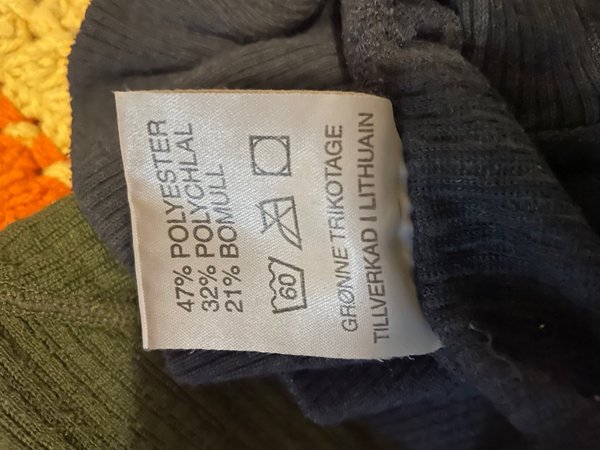 47% POLYESTER
32% POLYCHLAL
21% BOMULL
60
GRØNNE TRIKOTAGE
TILLVERKAD I LITHUAIN